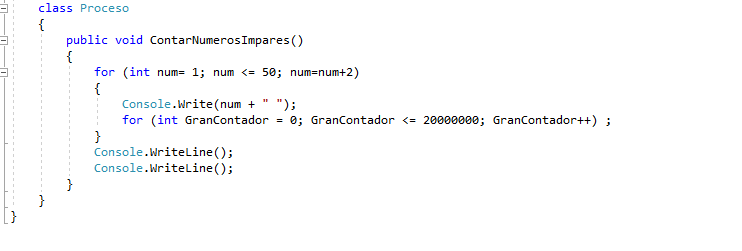 class Proceso
{
public void ContarNumerosImpares()
{
for (int num= 1; num <= 50; num=num+2)
{
Console.Write(num + " ");
for (int GranContador = 0; GranContador <= 20000000; GranContador++) ;
}
Console.WriteLine();
Console.WriteLine();
}
}
}